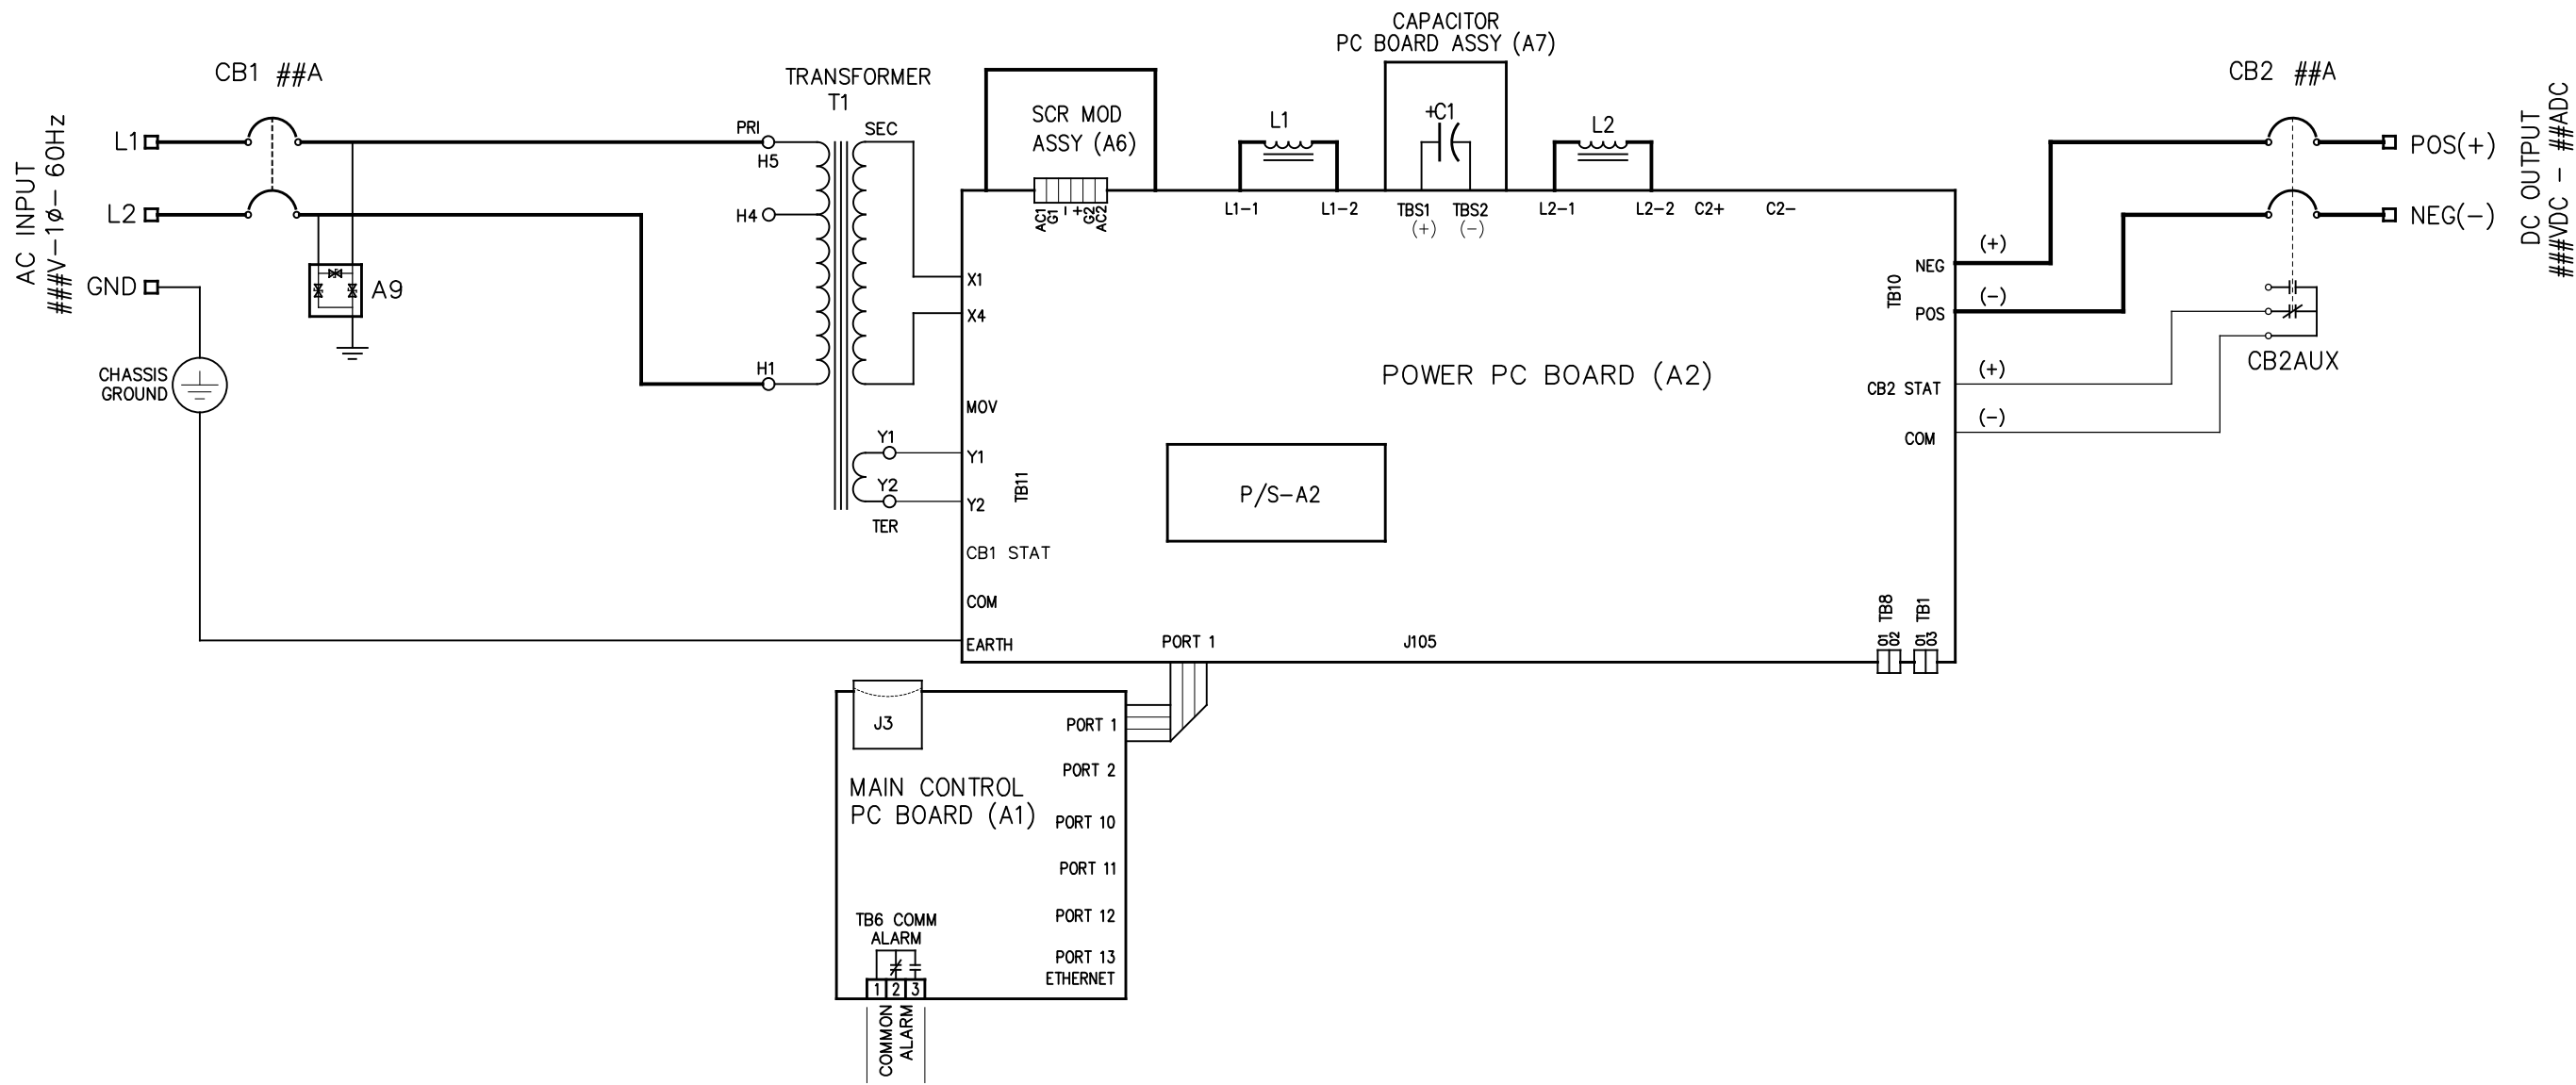 AC INPUT
###V-1Ø-60Hz
CB1 ##A
L1
L2
GND
CHASSIS
GROUND
A9
TRANSFORMER
T1
PRI
SEC
H5
H4
H1
Y1
Y2
TER
SCR MOD
ASSY (A6)
AC1
G1
-
+
G2
AC2
L1
L1-1
L1-2
CAPACITOR
PC BOARD ASSY (A7)
+C1
TBS1
(+)
TBS2
(-)
L2
L2-1
L2-2
C2+
C2-
X1
X4
MOV
Y1
TB11
Y2
CB1 STAT
COM
EARTH
POWER PC BOARD (A2)
P/S-A2
PORT 1
J105
TB8
01
02
TB1
01
03
NEG
TB10
POS
CB2 STAT
COM
(+)
(-)
(+)
(-)
CB2 ##A
POS(+)
NEG(-)
CB2AUX
DC OUTPUT
###VDC - ##ADC
J3
MAIN CONTROL
PC BOARD (A1)
PORT 1
PORT 2
PORT 10
PORT 11
PORT 12
PORT 13
ETHERNET
TB6 COMM
ALARM
1 2 3
COMMON
ALARM